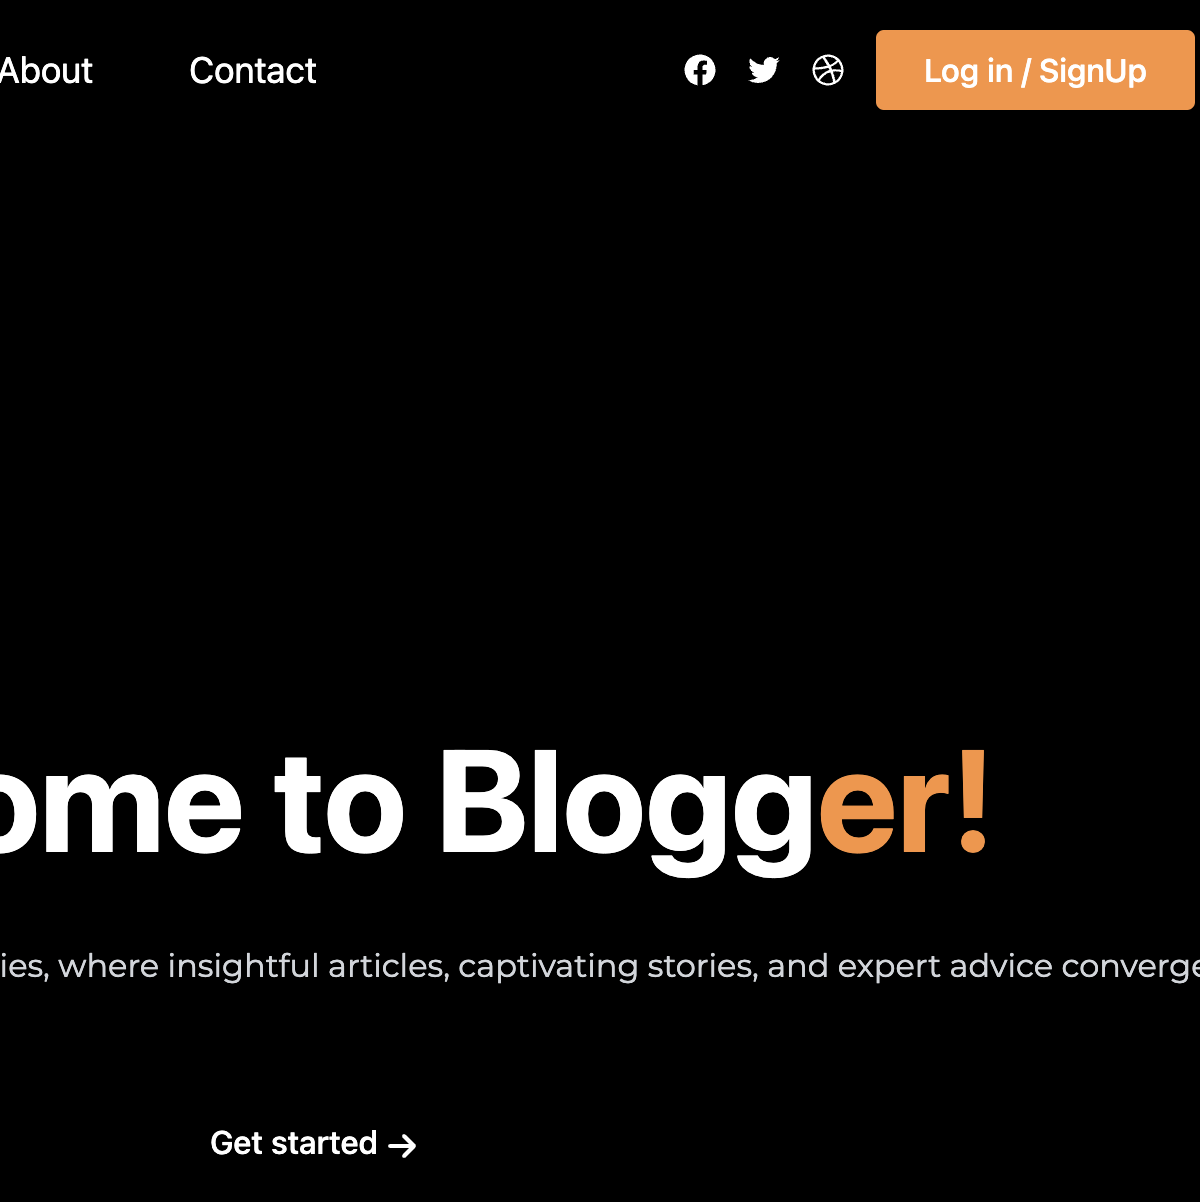 About Contact Log in / SignUp
ome to Blogger!
ies, where insightful articles, captivating stories, and expert advice converge
Get started →